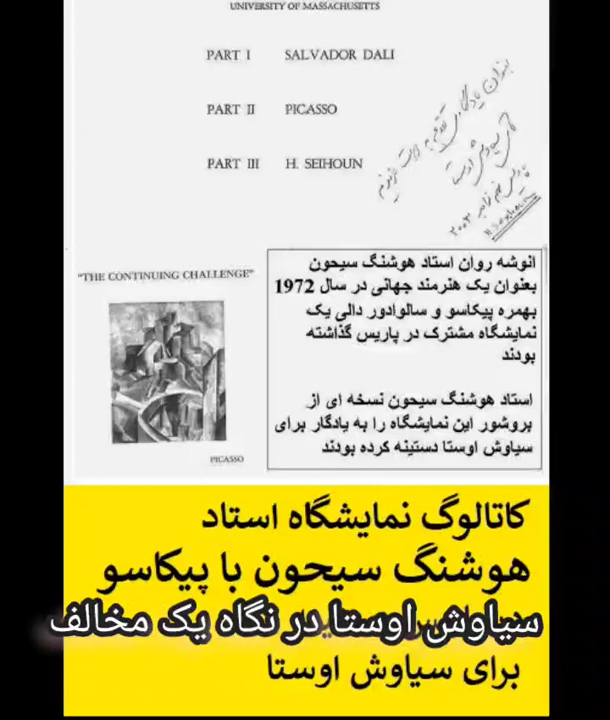 UNIVERSITY OF MASSACHUSETTS
PART I SALVADOR DALI
PART II PICASSO
PART III H. SEIHOUN
"THE CONTINUING CHALLENGE"
PICASSO
انوشه روان استاد هوشنگ سیحون
بعنوان یک هنرمند جهانی در سال 1972
بهمره پیکاسو و سالوادور دالی یک
نمایشگاه مشترک در پاریس گذاشته
بودند
استاد هوشنگ سیحون نسخه ای از
بروشور این نمایشگاه را به یادگار برای
سیاوش اوستا دستینه کرده بودند
کاتالوگ نمایشگاه استاد
هوشنگ سیحون با پیکاسو
سیاوش اوستا در نگاه یک مخالف
برای سیاوش اوستا